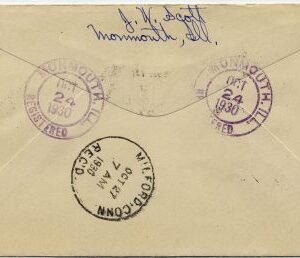 J. W. Scott
Monmouth, Ill.
MONMOUTH, ILL.
OCT
24
1930
REGISTERED
MONMOUTH, ILL.
OCT
24
1930
MILFORD, CONN
OCT 27
7 AM
1930
REC'D.